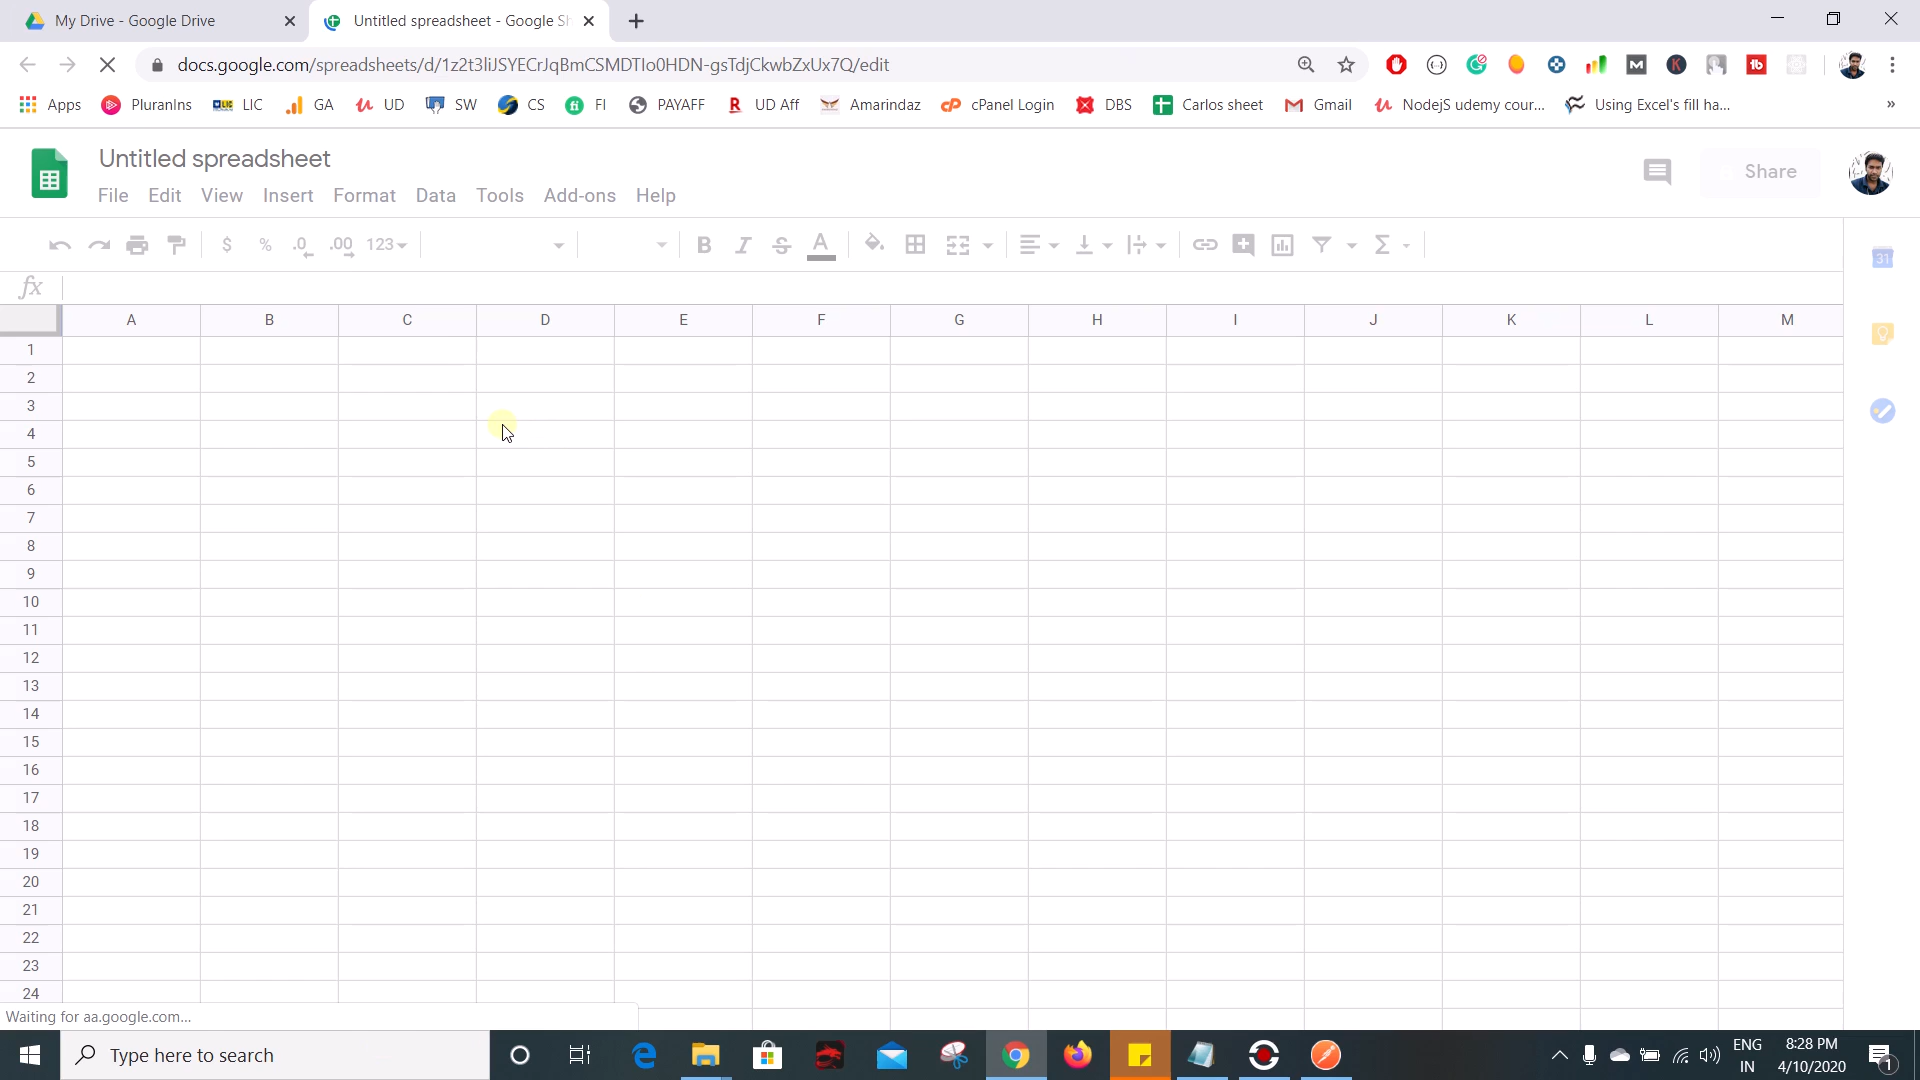 My Drive - Google Drive
Untitled spreadsheet - Google Sh
docs.google.com/spreadsheets/d/1z2t3liJSYECrJqBmCSMDTIo0HDN-gsTdjCkwbZxUx7Q/edit
Apps PluranIns LIC GA UD SW CS FI PAYAFF UD Aff Amarindaz cPanel Login DBS Carlos sheet Gmail NodejS udemy cour... Using Excel's fill ha... »
Untitled spreadsheet
Share
File Edit View Insert Format Data Tools Add-ons Help
$ % .0 .00 123 B I S A Σ
31
fx
A B C D E F G H I J K L M
1
2
3
4
5
6
7
8
9
10
11
12
13
14
15
16
17
18
19
20
21
22
23
24
Waiting for aa.google.com...
Type here to search
ENG
IN
8:28 PM
4/10/2020
1